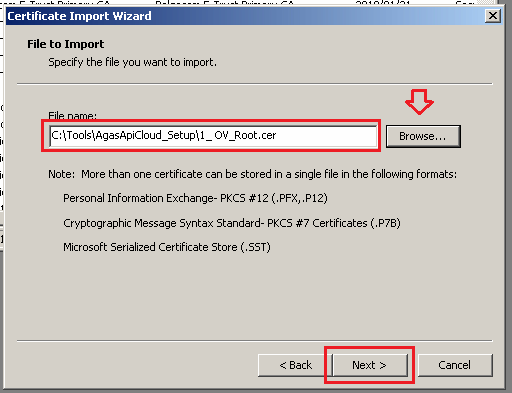 Certificate Import Wizard
File to Import
Specify the file you want to import.
File name:
C:\Tools\AgasApiCloud_Setup\1_ OV_Root.cer
Browse...
Note: More than one certificate can be stored in a single file in the following formats:
Personal Information Exchange- PKCS #12 (.PFX,.P12)
Cryptographic Message Syntax Standard- PKCS #7 Certificates (.P7B)
Microsoft Serialized Certificate Store (.SST)
< Back
Next >
Cancel